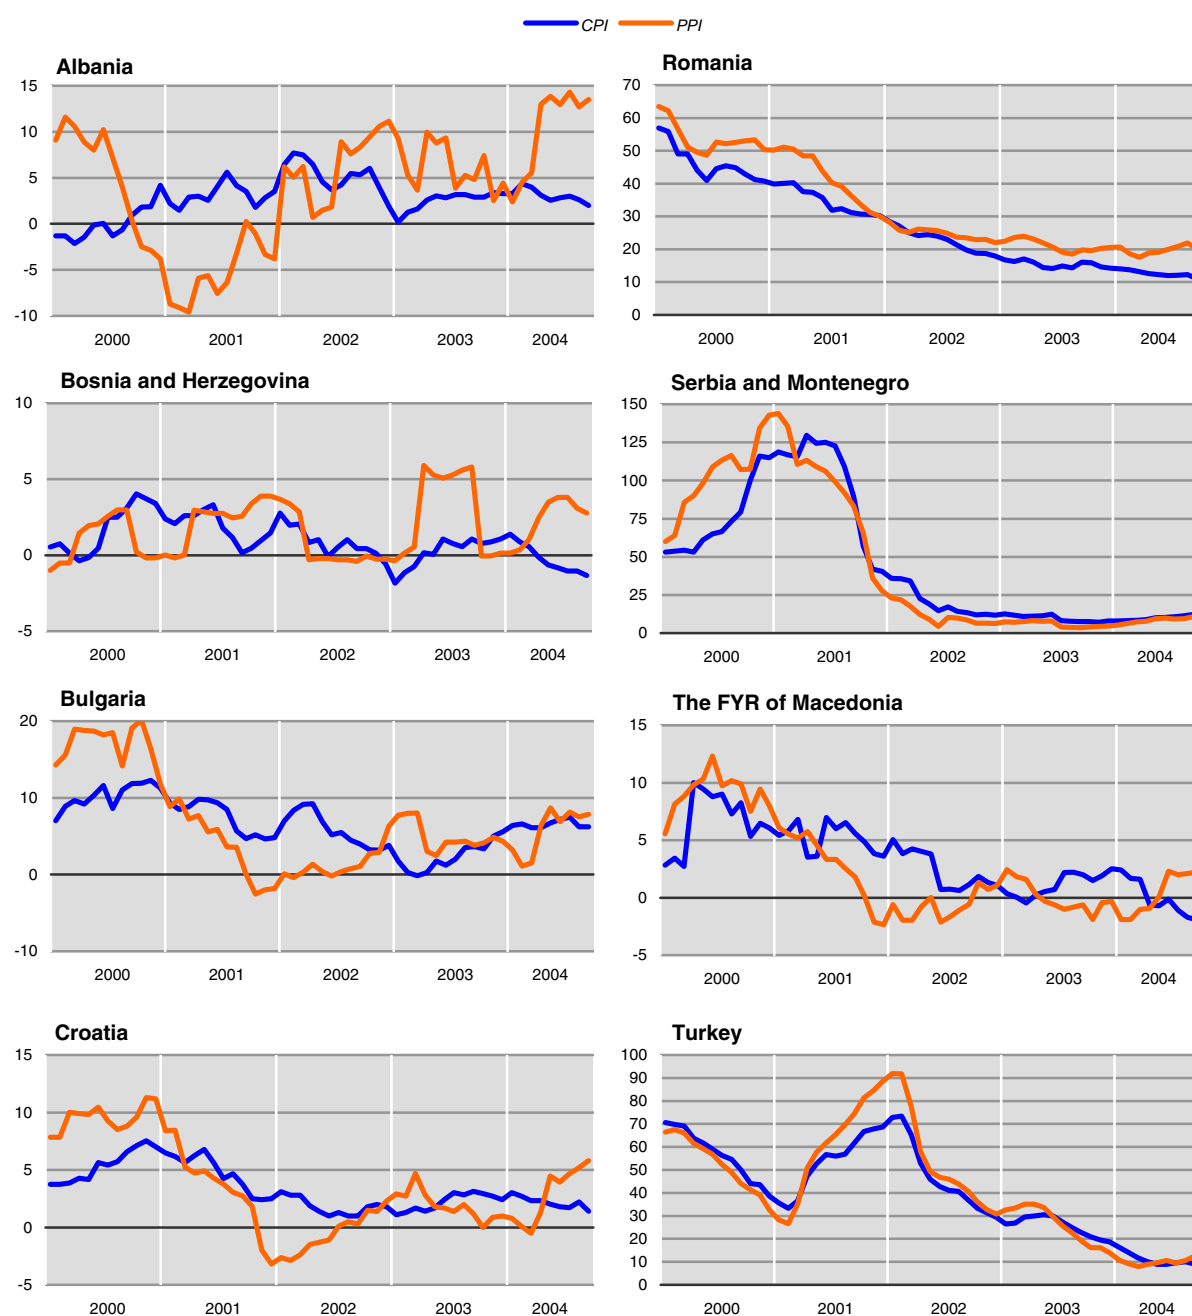 CPI PPI
Albania
15
10
5
0
-5
-10
2000 2001 2002 2003 2004
Romania
70
60
50
40
30
20
10
0
2000 2001 2002 2003 2004
Bosnia and Herzegovina
10
5
0
-5
2000 2001 2002 2003 2004
Serbia and Montenegro
150
125
100
75
50
25
0
2000 2001 2002 2003 2004
Bulgaria
20
10
0
-10
2000 2001 2002 2003 2004
The FYR of Macedonia
15
10
5
0
-5
2000 2001 2002 2003 2004
Croatia
15
10
5
0
-5
2000 2001 2002 2003 2004
Turkey
100
90
80
70
60
50
40
30
20
10
0
2000 2001 2002 2003 2004